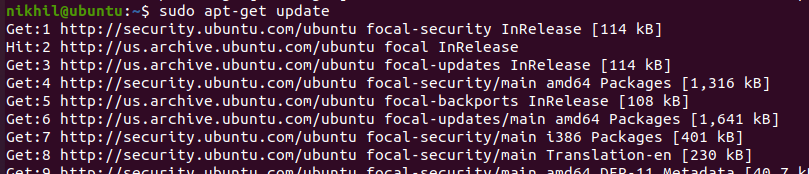 nikhil@ubuntu:~$ sudo apt-get update
Get:1 http://security.ubuntu.com/ubuntu focal-security InRelease [114 kB]
Hit:2 http://us.archive.ubuntu.com/ubuntu focal InRelease
Get:3 http://us.archive.ubuntu.com/ubuntu focal-updates InRelease [114 kB]
Get:4 http://security.ubuntu.com/ubuntu focal-security/main amd64 Packages [1,316 kB]
Get:5 http://us.archive.ubuntu.com/ubuntu focal-backports InRelease [108 kB]
Get:6 http://us.archive.ubuntu.com/ubuntu focal-updates/main amd64 Packages [1,641 kB]
Get:7 http://security.ubuntu.com/ubuntu focal-security/main i386 Packages [401 kB]
Get:8 http://security.ubuntu.com/ubuntu focal-security/main Translation-en [230 kB]
Get:9 http://security.ubuntu.com/ubuntu focal-security/main amd64 DEP-11 Metadata [40.7 k